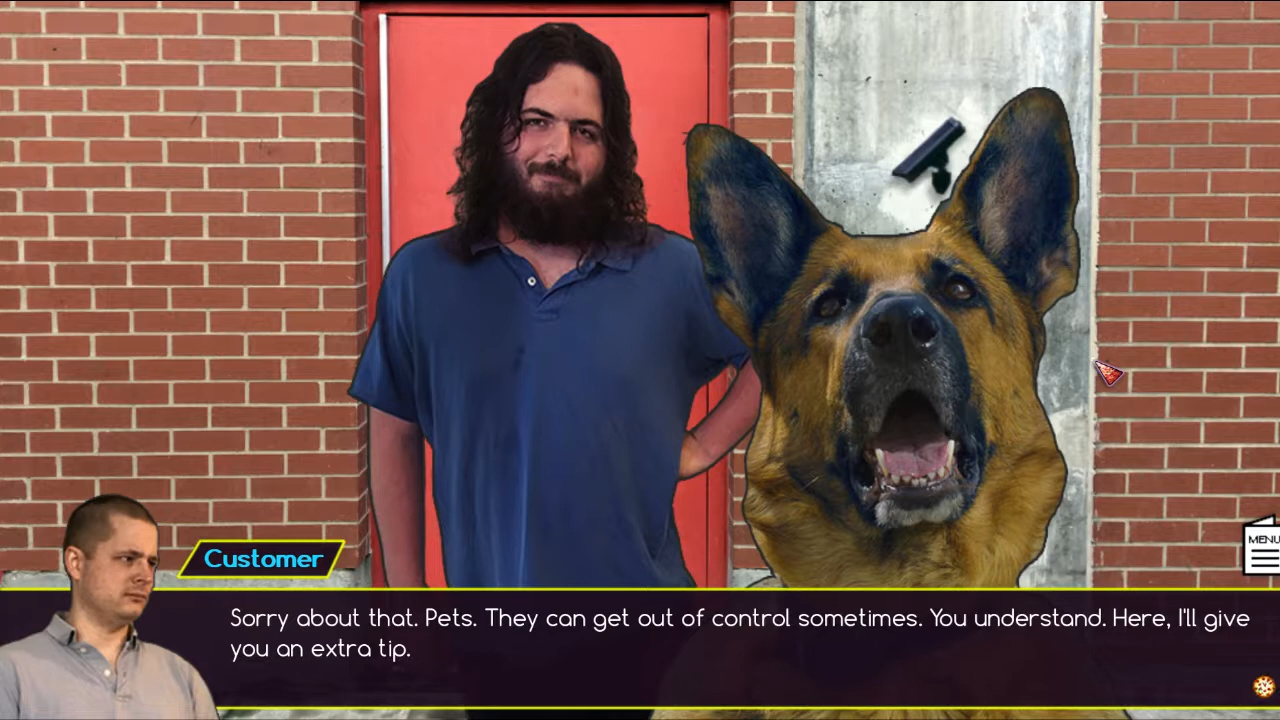 MENU
Customer
Sorry about that. Pets. They can get out of control sometimes. You understand. Here, I'll give
you an extra tip.